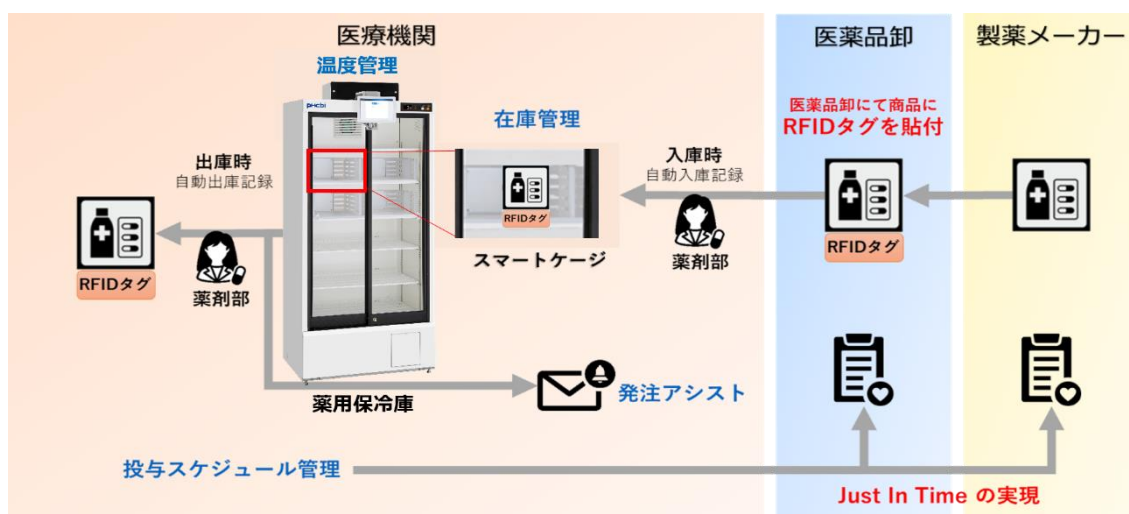 医療機関
医薬品卸
製薬メーカー
温度管理
PHCbi
在庫管理
医薬品卸にて商品に
RFIDタグを貼付
出庫時
自動出庫記録
入庫時
自動入庫記録
RFIDタグ
スマートケージ
薬剤部
RFIDタグ
RFIDタグ
薬剤部
薬用保冷庫
発注アシスト
投与スケジュール管理
Just In Time の実現